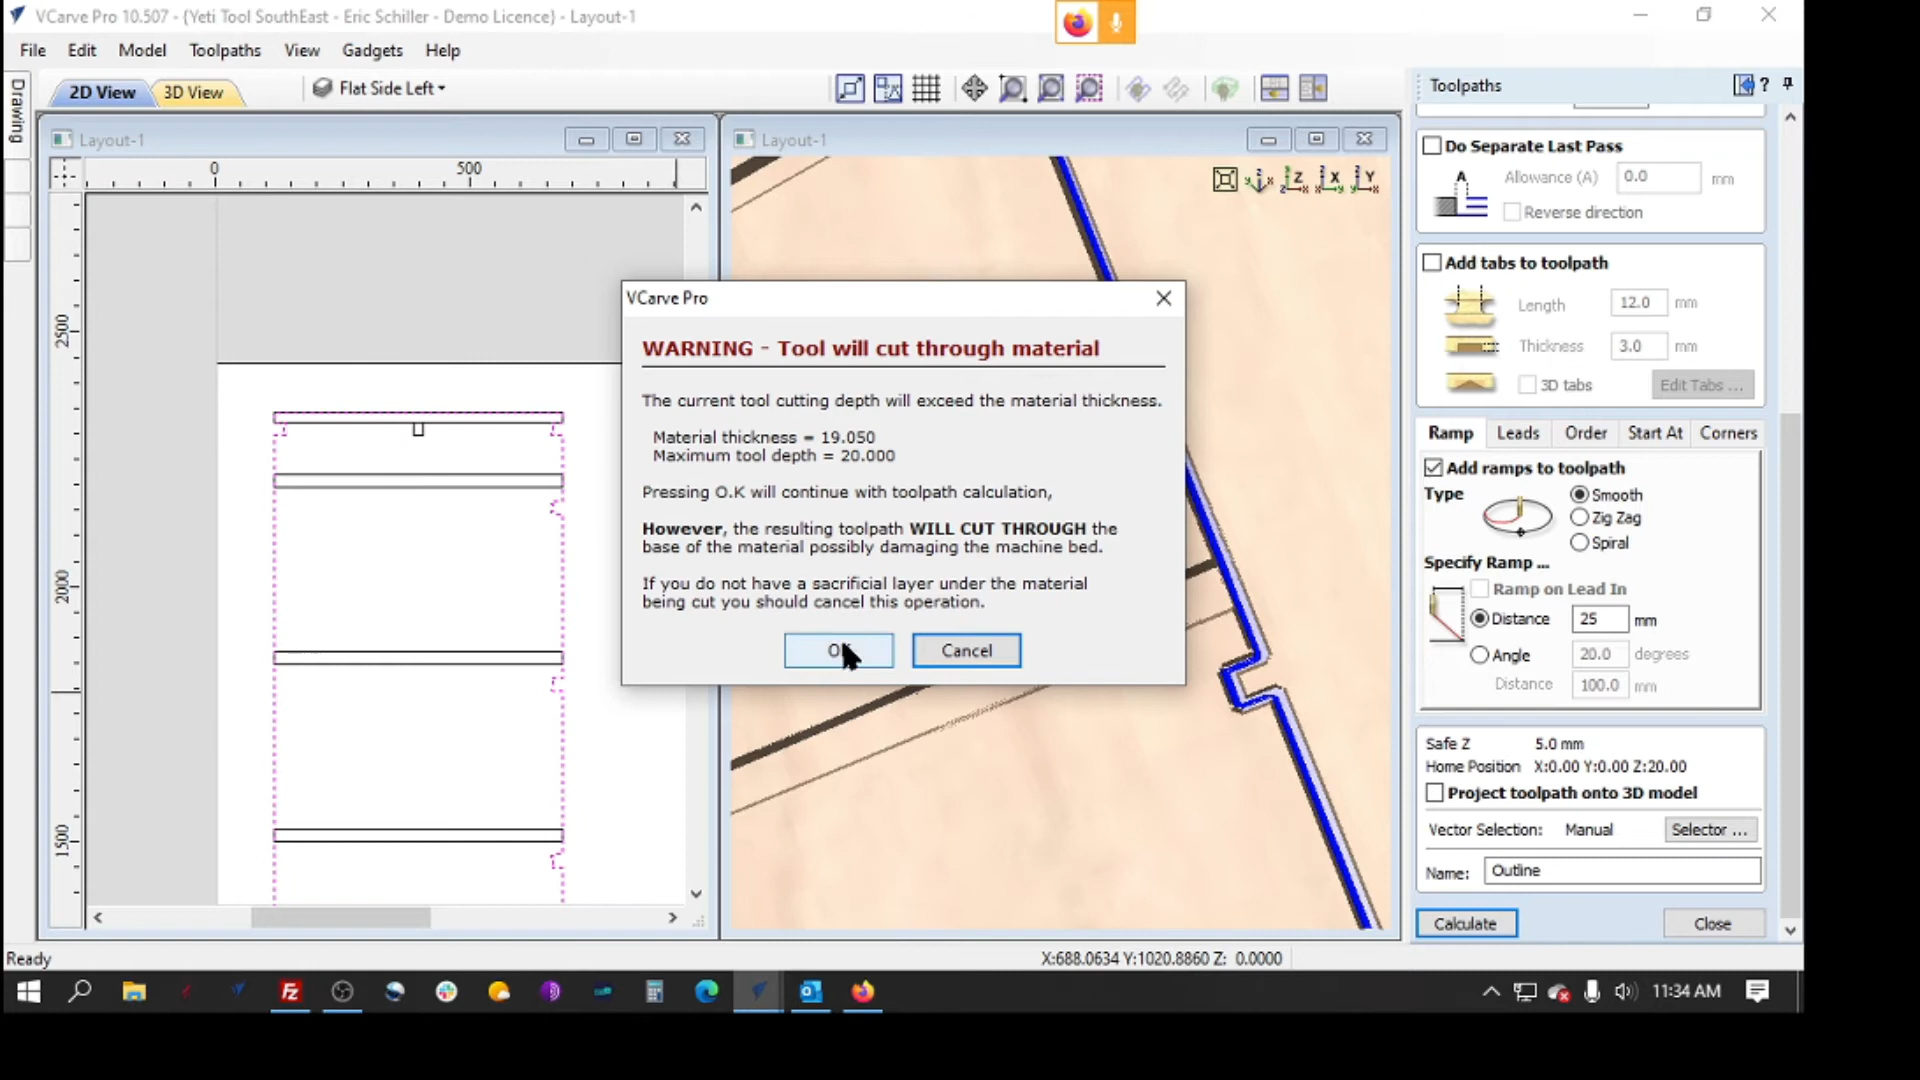 VCarve Pro 10.507 - {Yeti Tool SouthEast - Eric Schiller - Demo Licence} - Layout-1
File Edit Model Toolpaths View Gadgets Help
Drawing
2D View 3D View Flat Side Left
Layout-1
0 500
2500
2000
1500
Layout-1
Z X Y
VCarve Pro
WARNING - Tool will cut through material
The current tool cutting depth will exceed the material thickness.
Material thickness = 19.050
Maximum tool depth = 20.000
Pressing O.K will continue with toolpath calculation,
However, the resulting toolpath WILL CUT THROUGH the
base of the material possibly damaging the machine bed.
If you do not have a sacrificial layer under the material
being cut you should cancel this operation.
Cancel
Toolpaths ?
Do Separate Last Pass
A Allowance (A) 0.0 mm
Reverse direction
Add tabs to toolpath
Length 12.0 mm
Thickness 3.0 mm
3D tabs Edit Tabs ...
Ramp Leads Order Start At Corners
Add ramps to toolpath
Type Smooth
Zig Zag
Spiral
Specify Ramp ...
Ramp on Lead In
Distance 25 mm
Angle 20.0 degrees
Distance 100.0 mm
Safe Z 5.0 mm
Home Position X:0.00 Y:0.00 Z:20.00
Project toolpath onto 3D model
Vector Selection: Manual Selector ...
Name: Outline
Calculate Close
Ready X:688.0634 Y:1020.8860 Z: 0.0000
11:34 AM